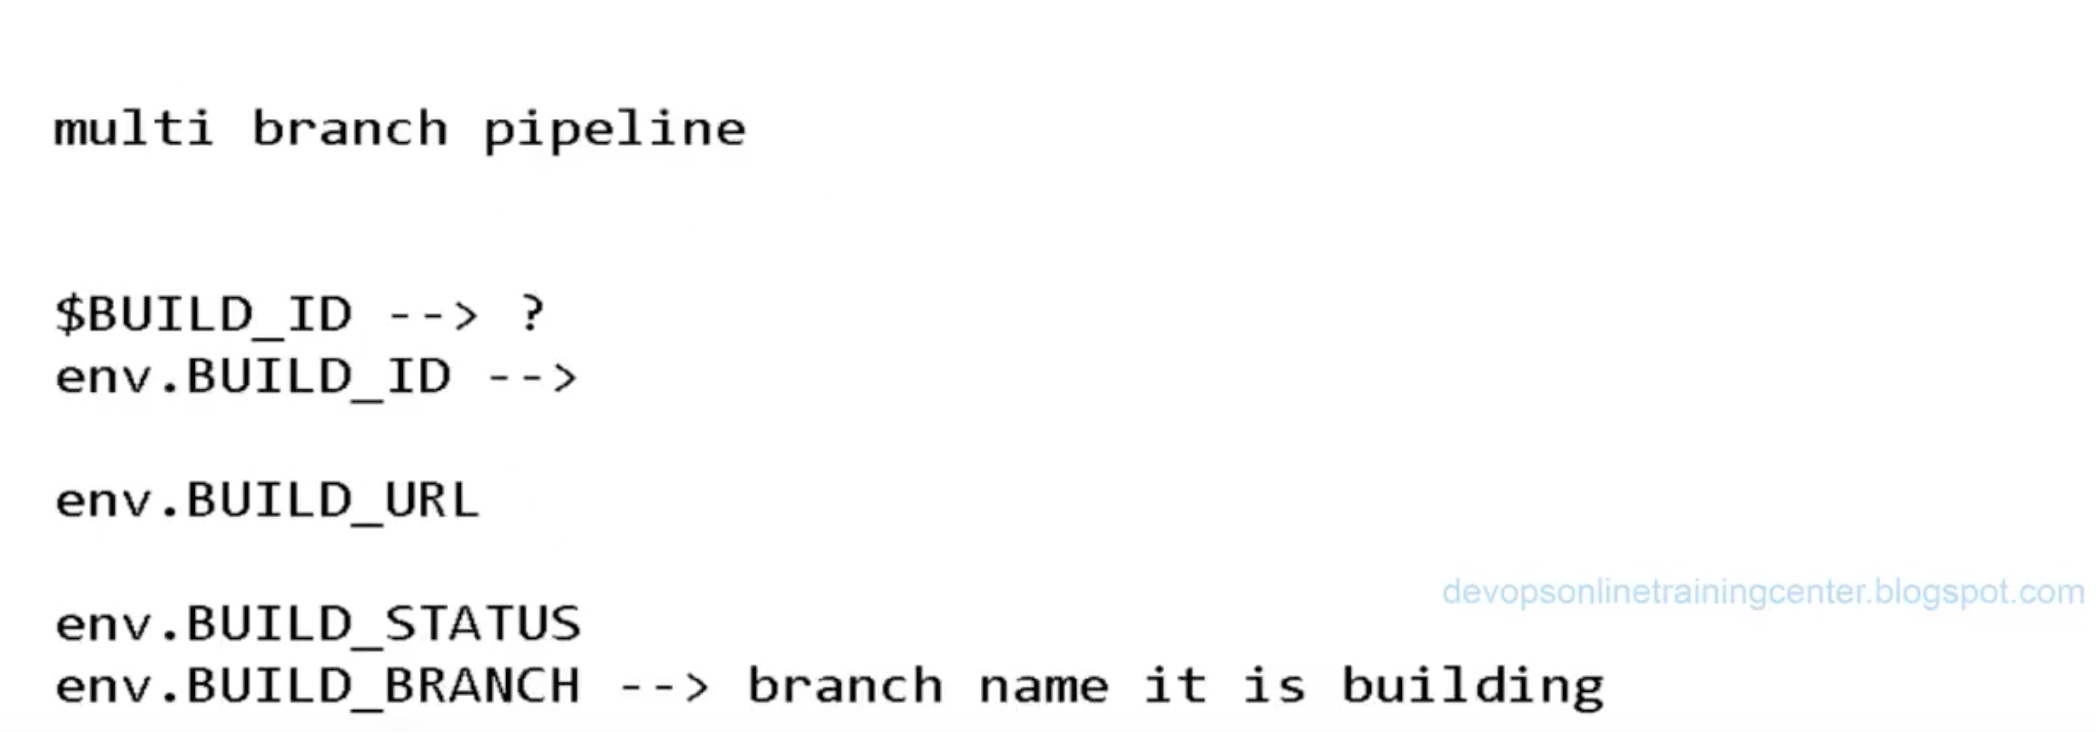 multi branch pipeline
$BUILD_ID --> ?
env.BUILD_ID -->
env.BUILD_URL
devopsonlinetrainingcenter.blogspot.com
env.BUILD_STATUS
env.BUILD_BRANCH --> branch name it is building